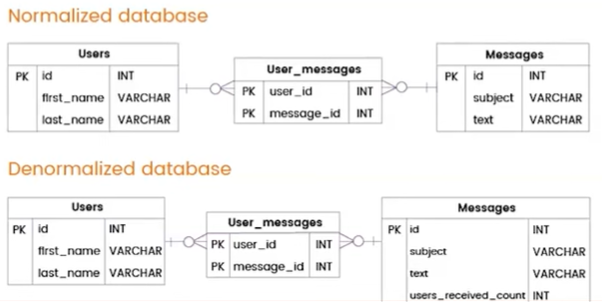 Normalized database
Users
PK id INT
first_name VARCHAR
last_name VARCHAR
User_messages
PK user_id INT
PK message_id INT
Messages
PK id INT
subject VARCHAR
text VARCHAR
Denormalized database
Users
PK id INT
first_name VARCHAR
last_name VARCHAR
User_messages
PK user_id INT
PK message_id INT
Messages
PK id INT
subject VARCHAR
text VARCHAR
users_received_count INT